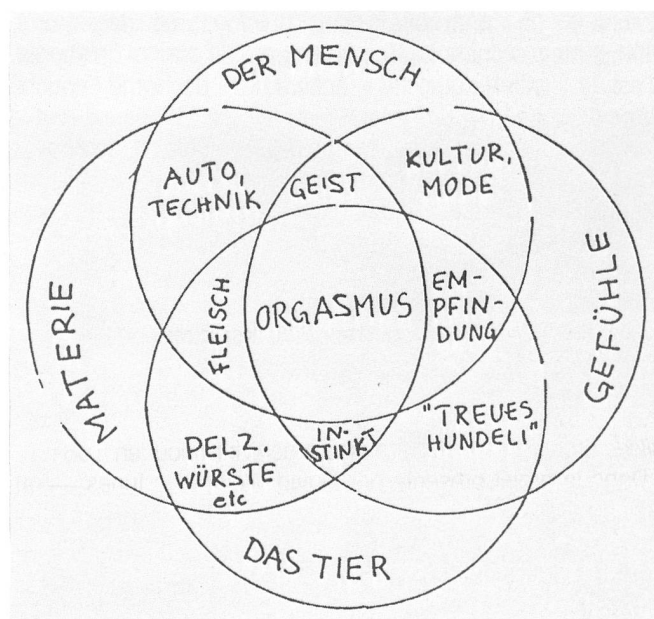 DER MENSCH
AUTO,
TECHNIK
GEIST
KULTUR,
MODE
MATERIE
FLEISCH
ORGASMUS
EM-
PFIN-
DUNG
GEFÜHLE
PELZ
WÜRSTE
etc
IN-
STINKT
"TREUES
HUNDELI"
DAS TIER